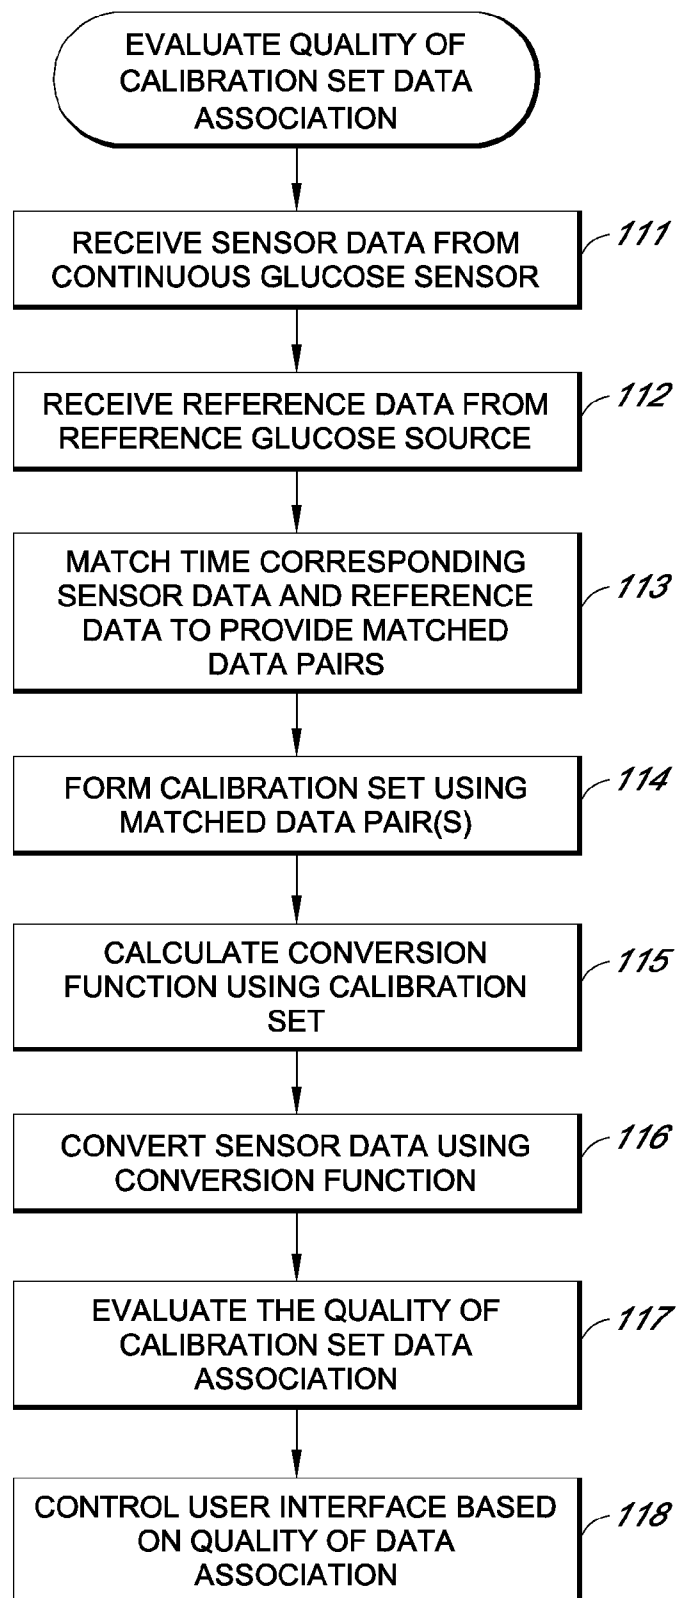 EVALUATE QUALITY OF
CALIBRATION SET DATA
ASSOCIATION
RECEIVE SENSOR DATA FROM
CONTINUOUS GLUCOSE SENSOR
111
RECEIVE REFERENCE DATA FROM
REFERENCE GLUCOSE SOURCE
112
MATCH TIME CORRESPONDING
SENSOR DATA AND REFERENCE
DATA TO PROVIDE MATCHED
DATA PAIRS
113
FORM CALIBRATION SET USING
MATCHED DATA PAIR(S)
114
CALCULATE CONVERSION
FUNCTION USING CALIBRATION
SET
115
CONVERT SENSOR DATA USING
CONVERSION FUNCTION
116
EVALUATE THE QUALITY OF
CALIBRATION SET DATA
ASSOCIATION
117
CONTROL USER INTERFACE BASED
ON QUALITY OF DATA
ASSOCIATION
118